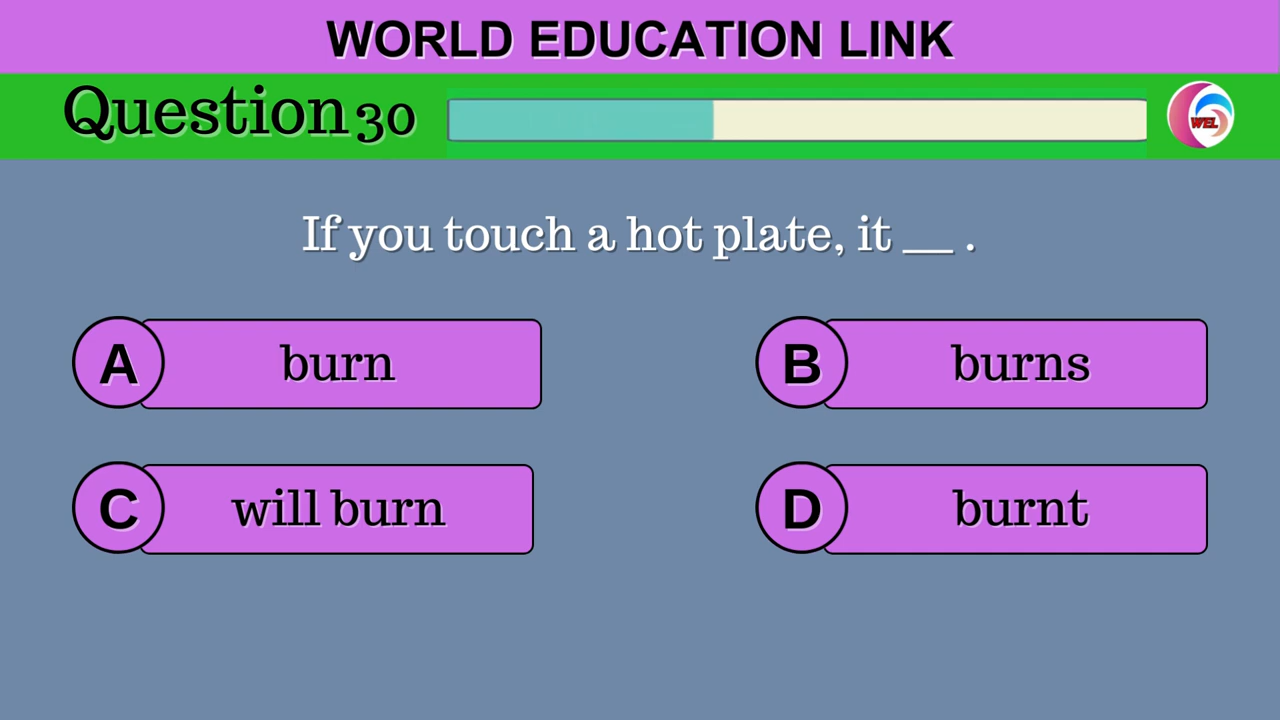 WORLD EDUCATION LINK
Question 30
WEL
If you touch a hot plate, it __ .
A burn
B burns
C will burn
D burnt